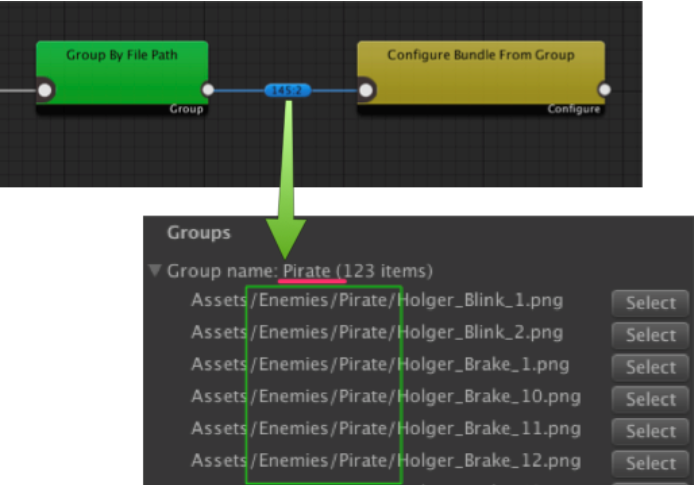 Group By File Path
Configure Bundle From Group
145:2
Group
Configure
Groups
Group name: Pirate (123 items)
Assets/Enemies/Pirate/Holger_Blink_1.png Select
Assets/Enemies/Pirate/Holger_Blink_2.png Select
Assets/Enemies/Pirate/Holger_Brake_1.png Select
Assets/Enemies/Pirate/Holger_Brake_10.png Select
Assets/Enemies/Pirate/Holger_Brake_11.png Select
Assets/Enemies/Pirate/Holger_Brake_12.png Select